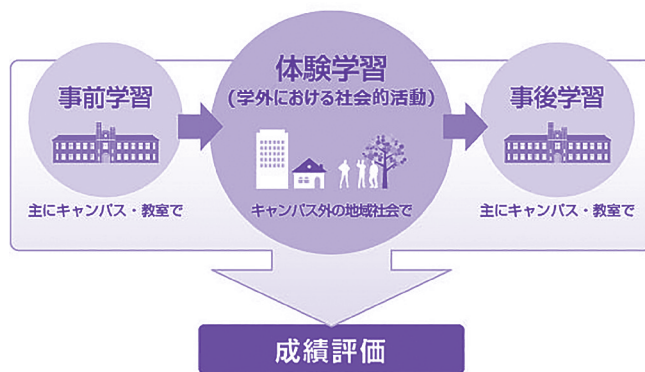 事前学習
主にキャンパス・教室で
体験学習
(学外における社会的活動)
キャンパス外の地域社会で
事後学習
主にキャンパス・教室で
成績評価